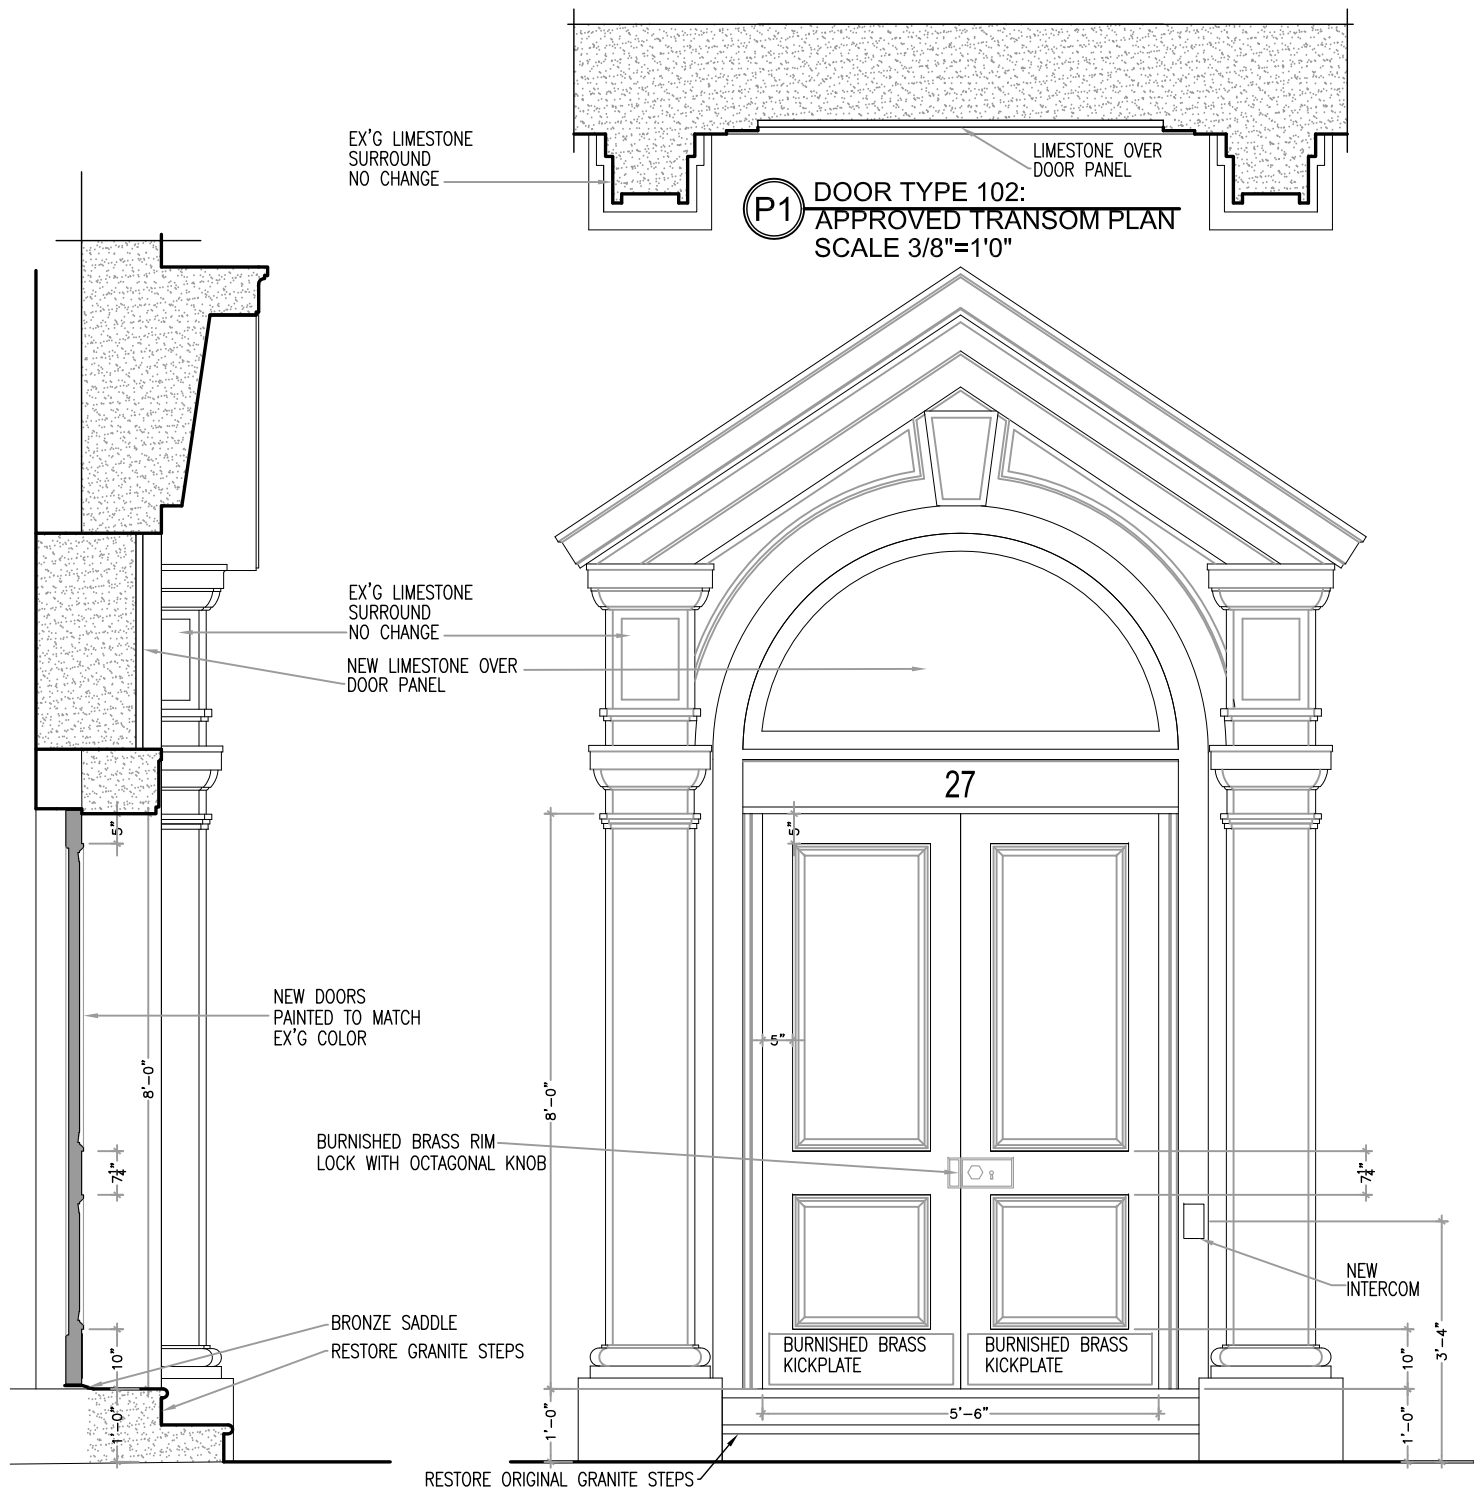 EX'G LIMESTONE
SURROUND
NO CHANGE
LIMESTONE OVER
DOOR PANEL
P1
DOOR TYPE 102:
APPROVED TRANSOM PLAN
SCALE 3/8"=1'0"
EX'G LIMESTONE
SURROUND
NO CHANGE
NEW LIMESTONE OVER
DOOR PANEL
27
5"
5"
NEW DOORS
PAINTED TO MATCH
EX'G COLOR
5"
8'-0"
8'-0"
BURNISHED BRASS RIM
LOCK WITH OCTAGONAL KNOB
7¼"
7¼"
NEW
INTERCOM
BRONZE SADDLE
RESTORE GRANITE STEPS
BURNISHED BRASS
KICKPLATE
BURNISHED BRASS
KICKPLATE
10"
10"
3'-4"
5'-6"
1'-0"
1'-0"
1'-0"
RESTORE ORIGINAL GRANITE STEPS